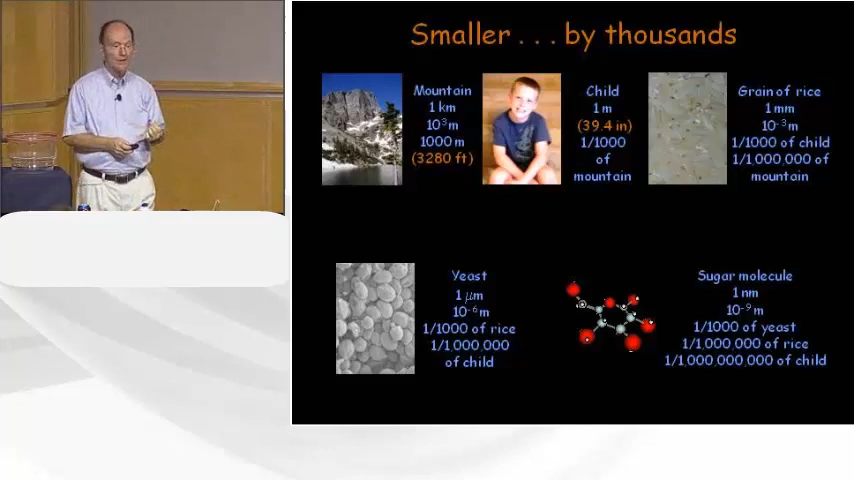 Smaller . . . by thousands
Mountain
1 km
10³m
1000 m
(3280 ft)
Child
1 m
(39.4 in)
1/1000
of
mountain
Grain of rice
1 mm
10⁻³m
1/1000 of child
1/1,000,000 of
mountain
Yeast
1 μm
10⁻⁶m
1/1000 of rice
1/1,000,000
of child
Sugar molecule
1 nm
10⁻⁹ m
1/1000 of yeast
1/1,000,000 of rice
1/1,000,000,000 of child